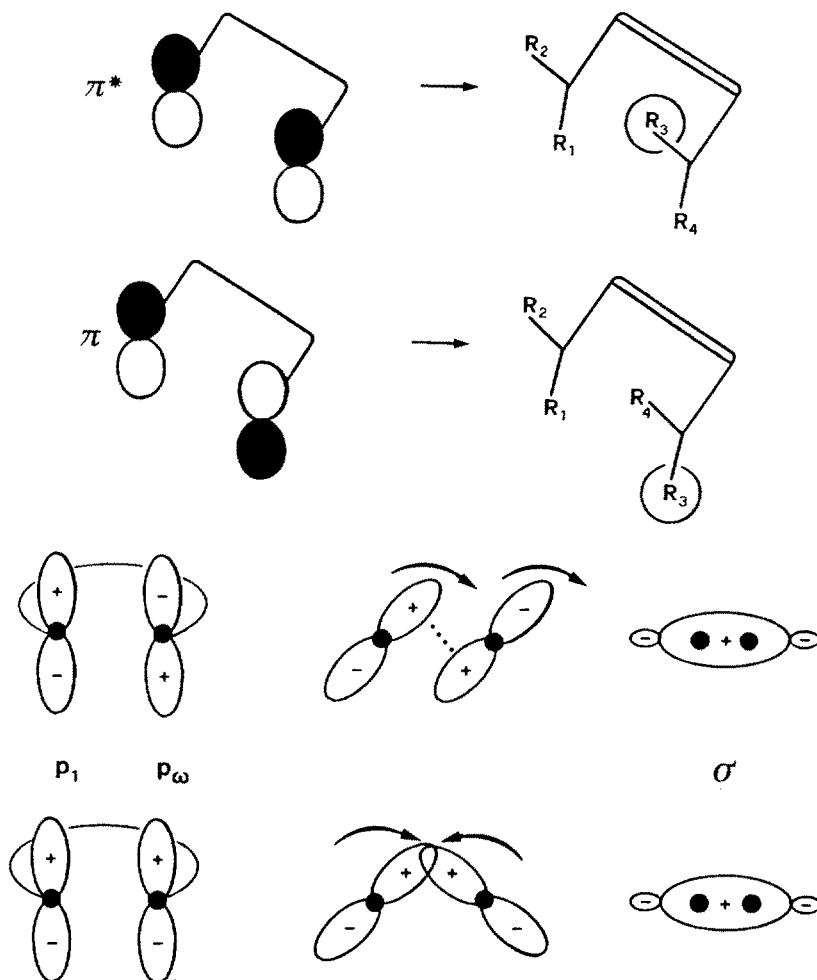 π*
R2
R3
R1
R4
π
R2
R4
R1
R3
+ − + −
− + − +
− + −
p1 pω
σ
+ + + +
− − − −
− + −